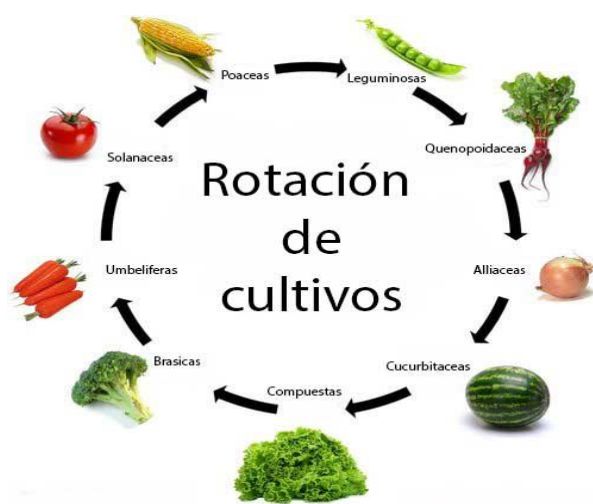 Poaceas
Leguminosas
Quenopoidaceas
Alliaceas
Cucurbitaceas
Compuestas
Brasicas
Umbeliferas
Solanaceas
Rotación
de
cultivos